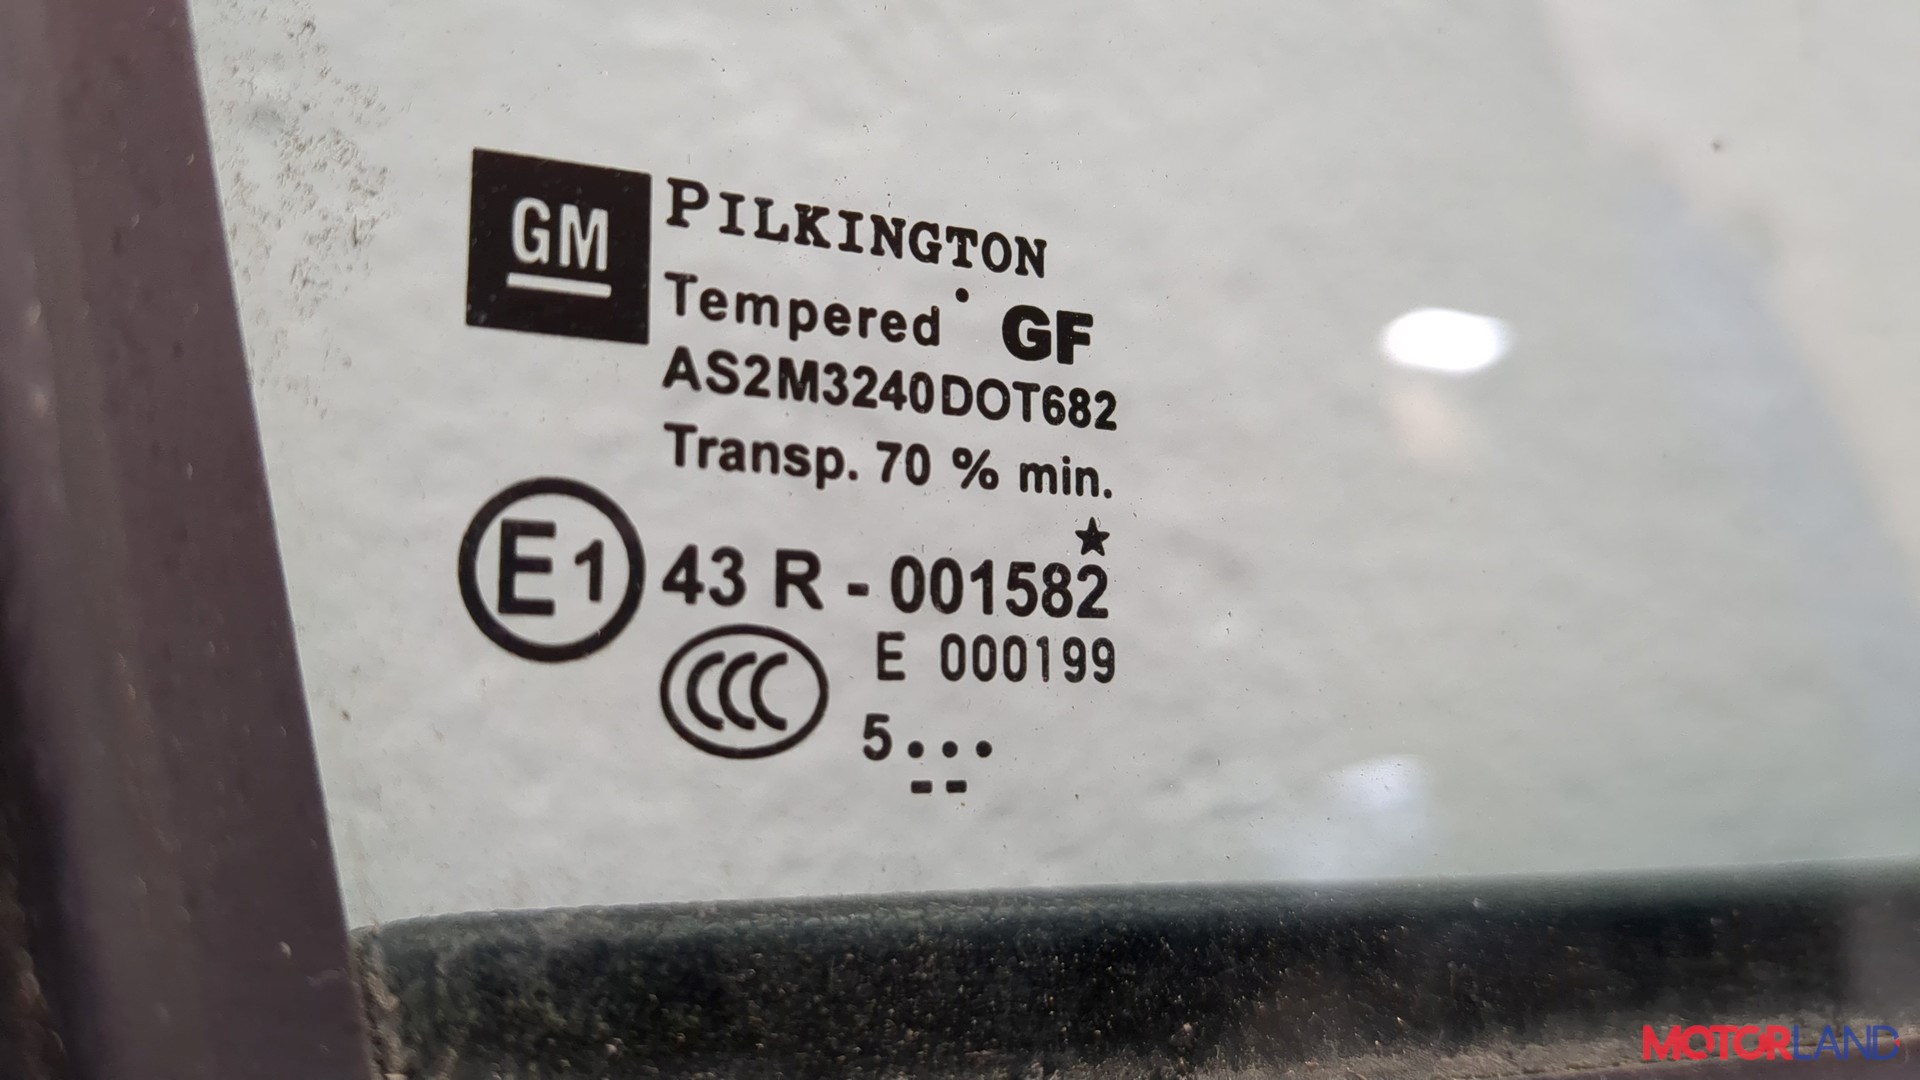 GM
PILKINGTON
Tempered GF
AS2M3240DOT682
Transp. 70 % min.
★
E1 43 R - 001582
CCC E 000199
5...
--
MOTORLAND